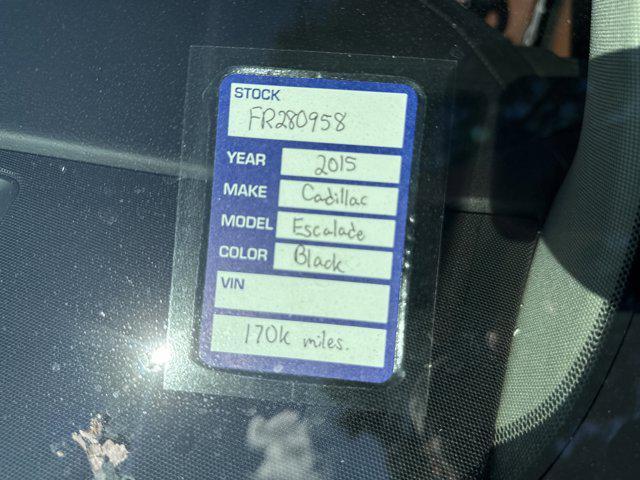 STOCK
FR280958
YEAR 2015
MAKE Cadillac
MODEL Escalade
COLOR Black
VIN
170k miles.